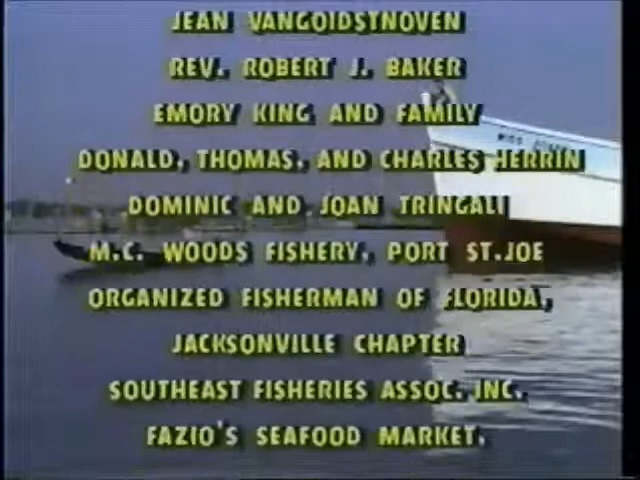 JEAN VANGOIDSTNOVEN
REV. ROBERT J. BAKER
EMORY KING AND FAMILY
DONALD, THOMAS, AND CHARLES HERRIN
DOMINIC AND JOAN TRINGALI
M.C. WOODS FISHERY, PORT ST.JOE
ORGANIZED FISHERMAN OF FLORIDA,
JACKSONVILLE CHAPTER
SOUTHEAST FISHERIES ASSOC. INC.
FAZIO'S SEAFOOD MARKET.
MISS